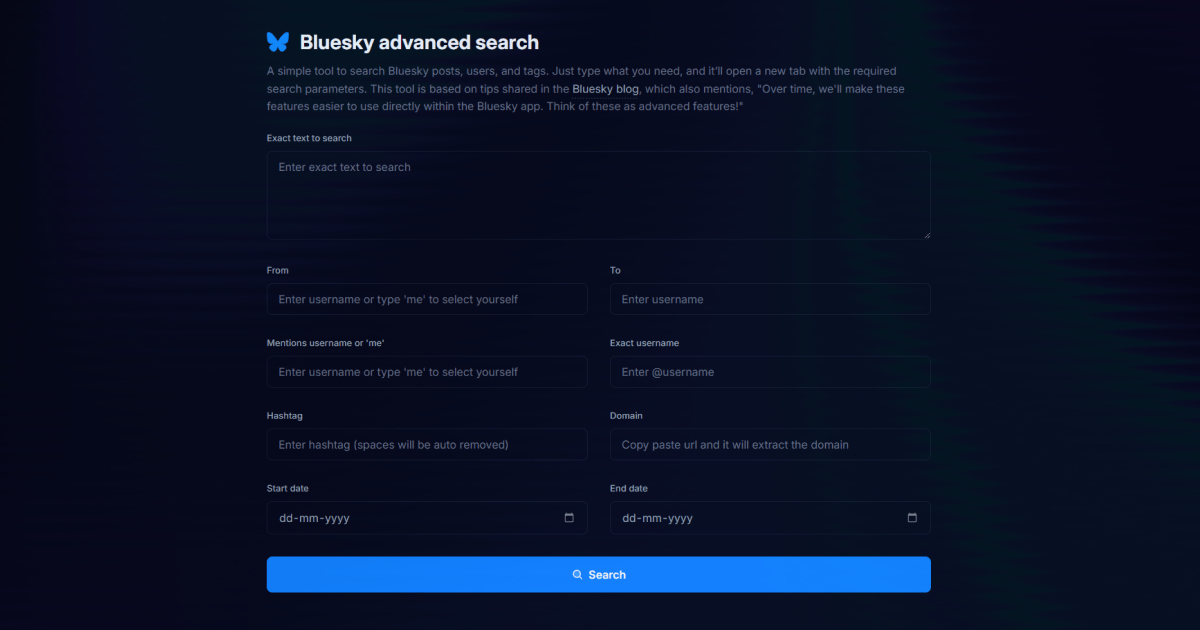 Bluesky advanced search
A simple tool to search Bluesky posts, users, and tags. Just type what you need, and it'll open a new tab with the required
search parameters. This tool is based on tips shared in the Bluesky blog, which also mentions, "Over time, we'll make these
features easier to use directly within the Bluesky app. Think of these as advanced features!"
Exact text to search
Enter exact text to search
From
To
Enter username or type 'me' to select yourself
Enter username
Mentions username or 'me'
Exact username
Enter username or type 'me' to select yourself
Enter @username
Hashtag
Domain
Enter hashtag (spaces will be auto removed)
Copy paste url and it will extract the domain
Start date
End date
dd-mm-yyyy
dd-mm-yyyy
Search